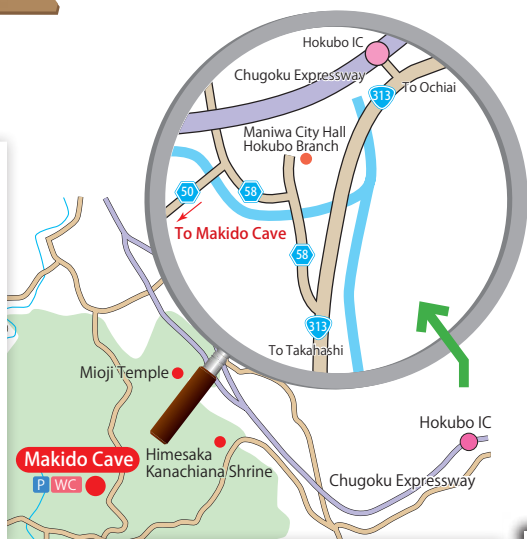 Hokubo IC
Chugoku Expressway
To Ochiai
313
Maniwa City Hall
Hokubo Branch
50
58
To Makido Cave
58
313
To Takahashi
Mioji Temple
Hokubo IC
Makido Cave
Himesaka
Kanachiana Shrine
P WC
Chugoku Expressway